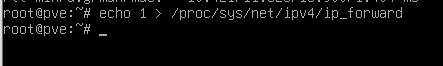 root@pve:~# echo 1 > /proc/sys/net/ipv4/ip_forward
root@pve:~# _